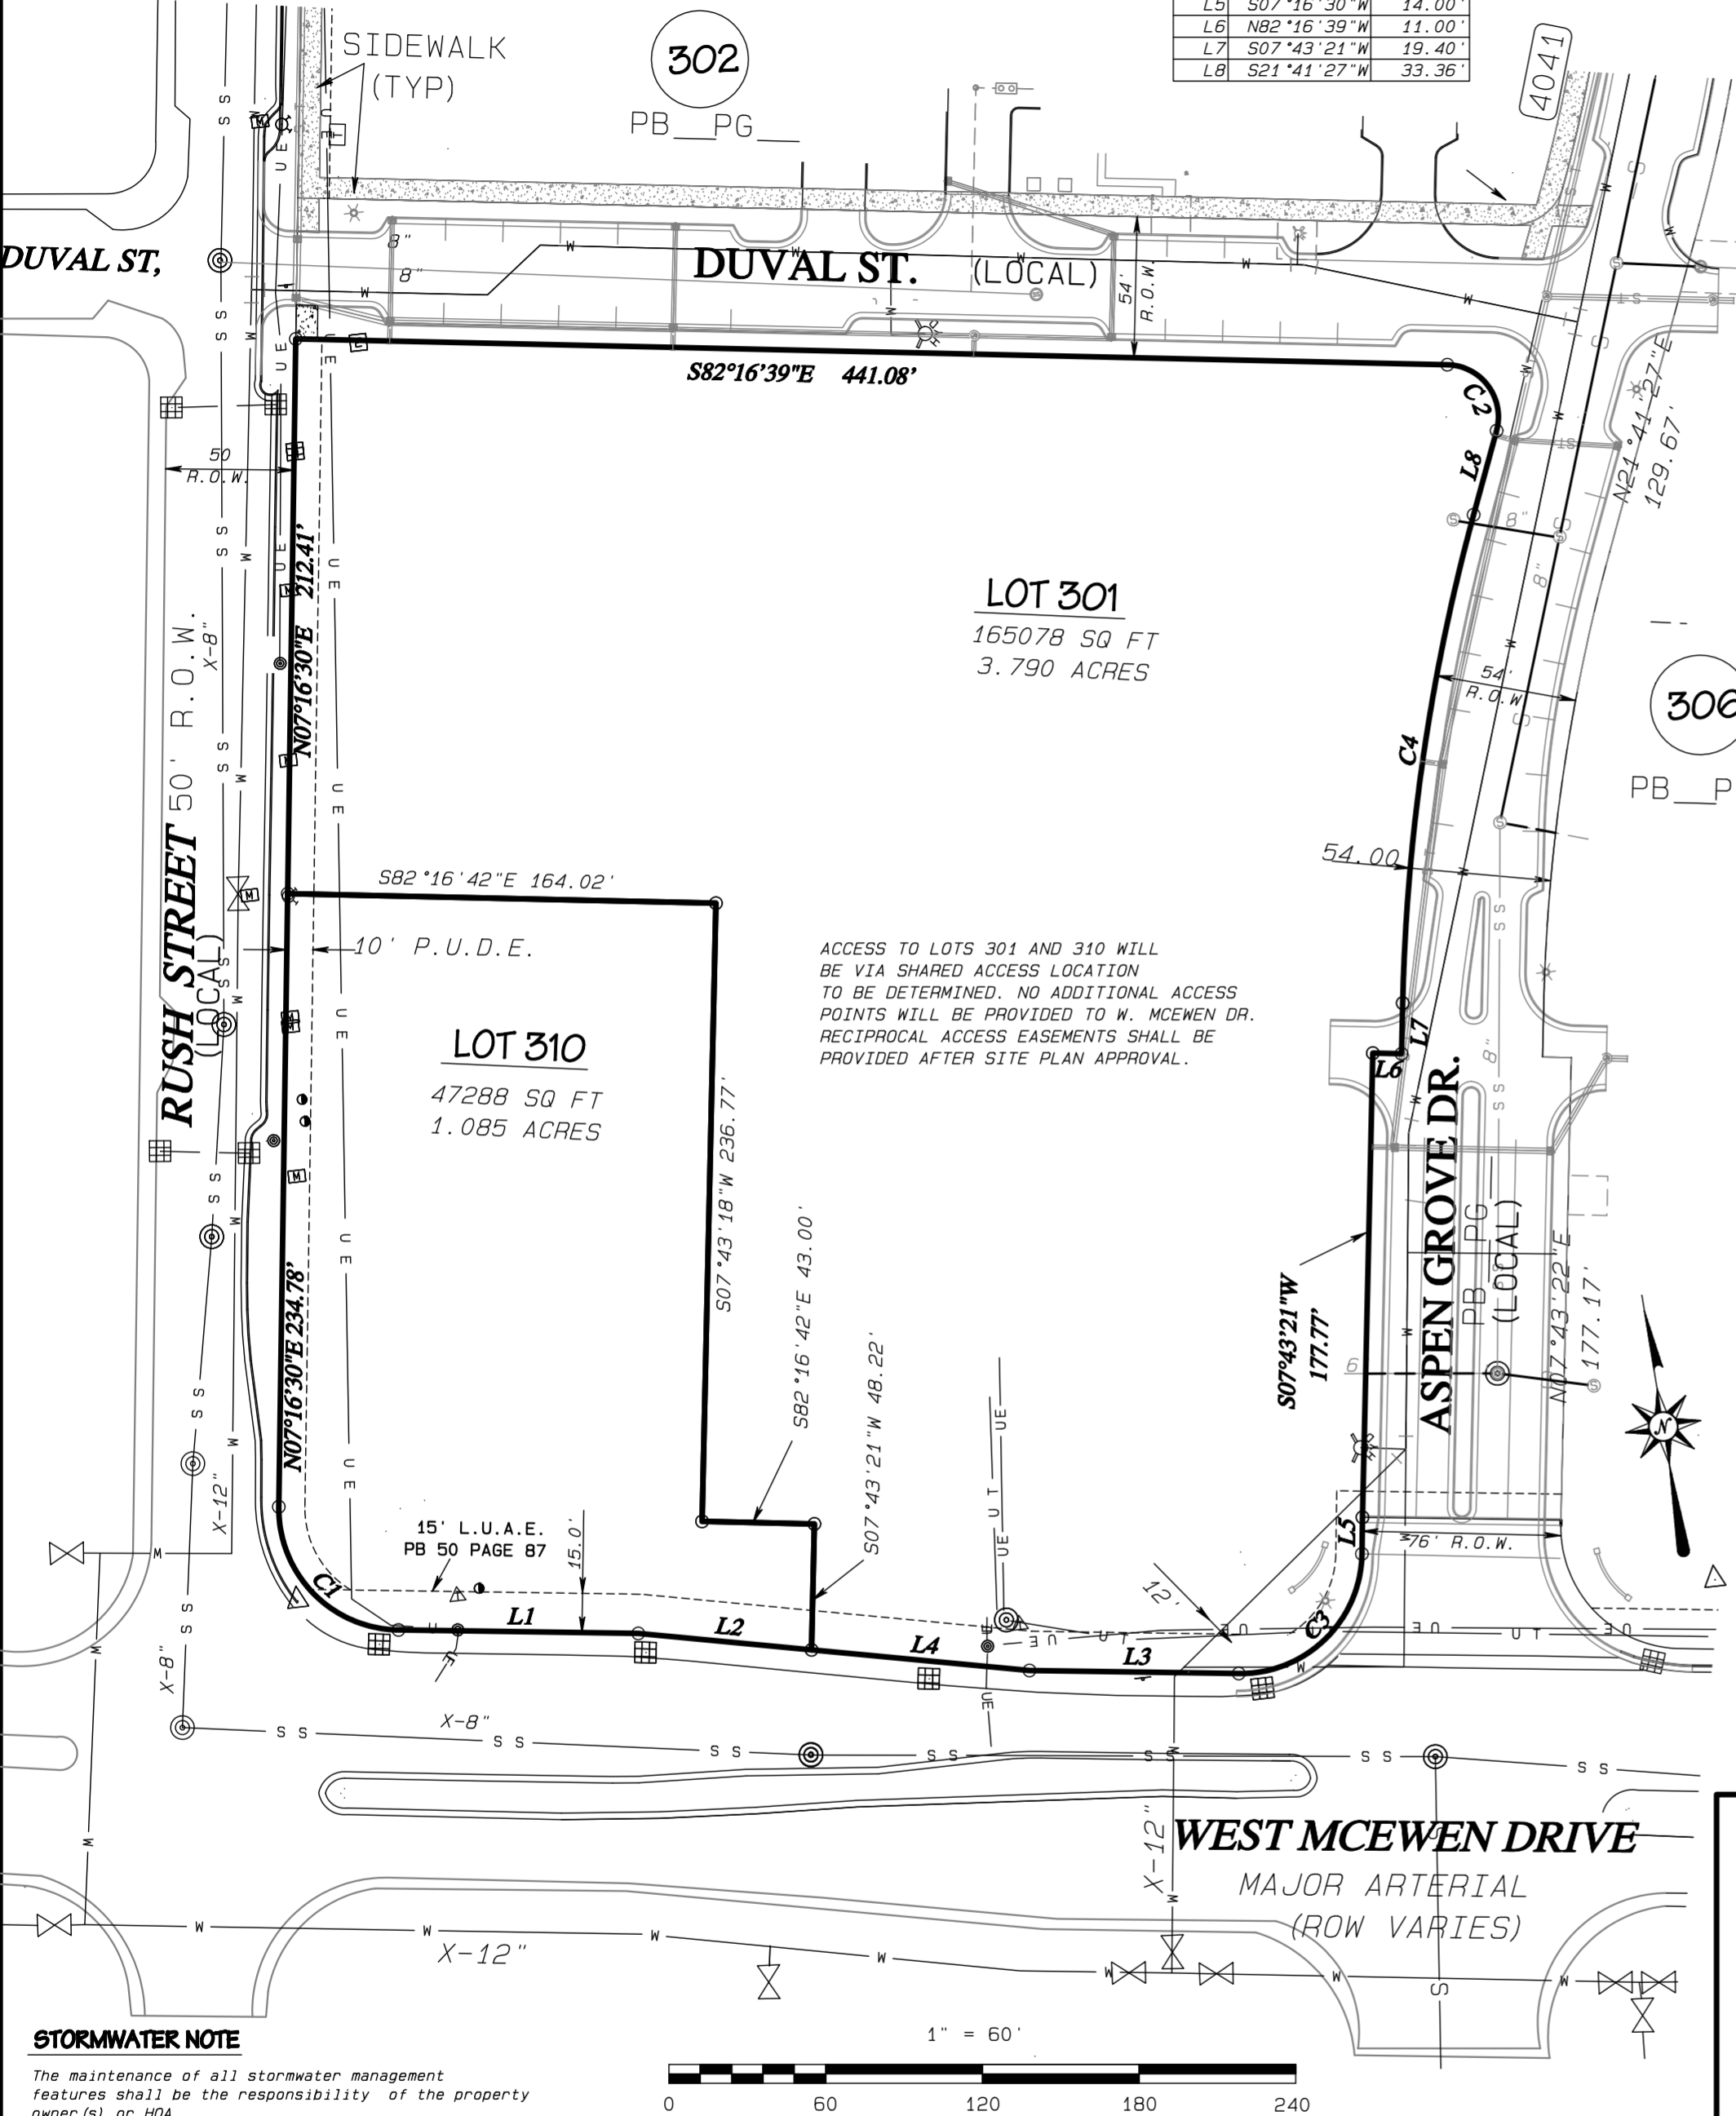 L5 S07°16'30"W 14.00'
L6 N82°16'39"W 11.00'
L7 S07°43'21"W 19.40'
L8 S21°41'27"W 33.36'
SIDEWALK
(TYP)
302
PB__PG__
4041
DUVAL ST,
8"
8"
DUVAL ST.
(LOCAL)
54'
R.O.W.
S82°16'39"E 441.08'
C2
L8
N21°41'27"E
129.67'
50
R.O.W.
8"
8"
N07°16'30"E 212.41'
X-8"
RUSH STREET 50' R.O.W.
(LOCAL)
LOT 301
165078 SQ FT
3.790 ACRES
54'
R.O.W
306
PB__P
C4
54.00
S82°16'42"E 164.02'
10' P.U.D.E.
ACCESS TO LOTS 301 AND 310 WILL
BE VIA SHARED ACCESS LOCATION
TO BE DETERMINED. NO ADDITIONAL ACCESS
POINTS WILL BE PROVIDED TO W. MCEWEN DR.
RECIPROCAL ACCESS EASEMENTS SHALL BE
PROVIDED AFTER SITE PLAN APPROVAL.
LOT 310
47288 SQ FT
1.085 ACRES
L7
L6
8"
S07°43'18"W 236.77'
S82°16'42"E 43.00'
S07°43'21"W 48.22'
S07°43'21"W
177.77'
ASPEN GROVE DR.
PB__PG__
(LOCAL)
N07°43'22"E
177.17'
6
N
N07°16'30"E 234.78'
X-12"
15' L.U.A.E.
PB 50 PAGE 87
15.0'
L5
76' R.O.W.
12'
C1
L1
L2
L4
L3
C3
X-8"
X-8"
X-12"
WEST MCEWEN DRIVE
MAJOR ARTERIAL
(ROW VARIES)
X-12"
STORMWATER NOTE
The maintenance of all stormwater management
features shall be the responsibility of the property
owner(s) or HOA
1" = 60'
0 60 120 180 240